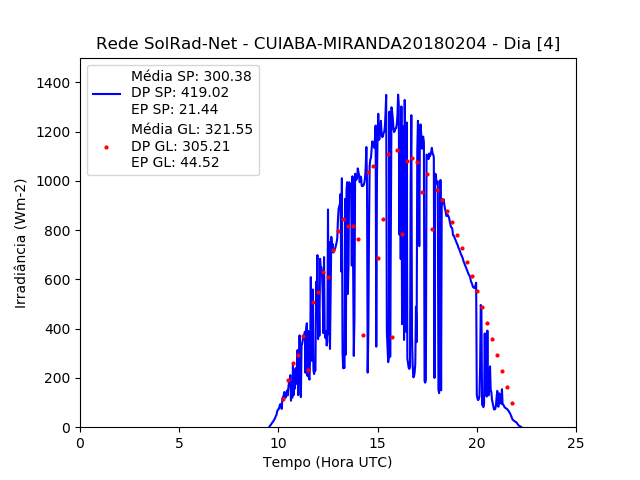 Rede SolRad-Net - CUIABA-MIRANDA20180204 - Dia [4]
Média SP: 300.38
DP SP: 419.02
EP SP: 21.44
Média GL: 321.55
DP GL: 305.21
EP GL: 44.52
Irradiância (Wm-2)
1400
1200
1000
800
600
400
200
0
0 5 10 15 20 25
Tempo (Hora UTC)